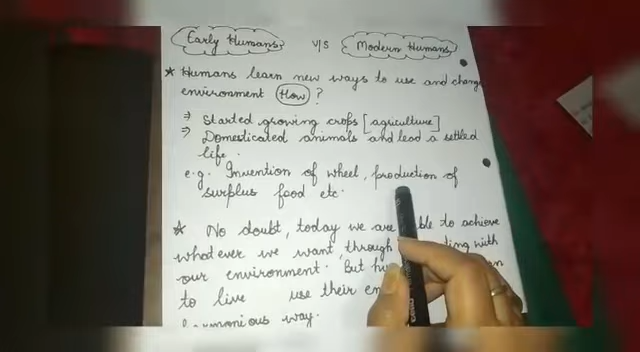 Early Humans V/S Modern Humans
* Humans learn new ways to use and change
environment (How) ?
⇒ Started growing crops [agriculture]
⇒ Domesticated animals and lead a settled
life.
e.g. Invention of wheel, production of
surplus food etc.
* No doubt, today we are able to achieve
whatever we want, through ting with
our environment. But
to live use their
way.